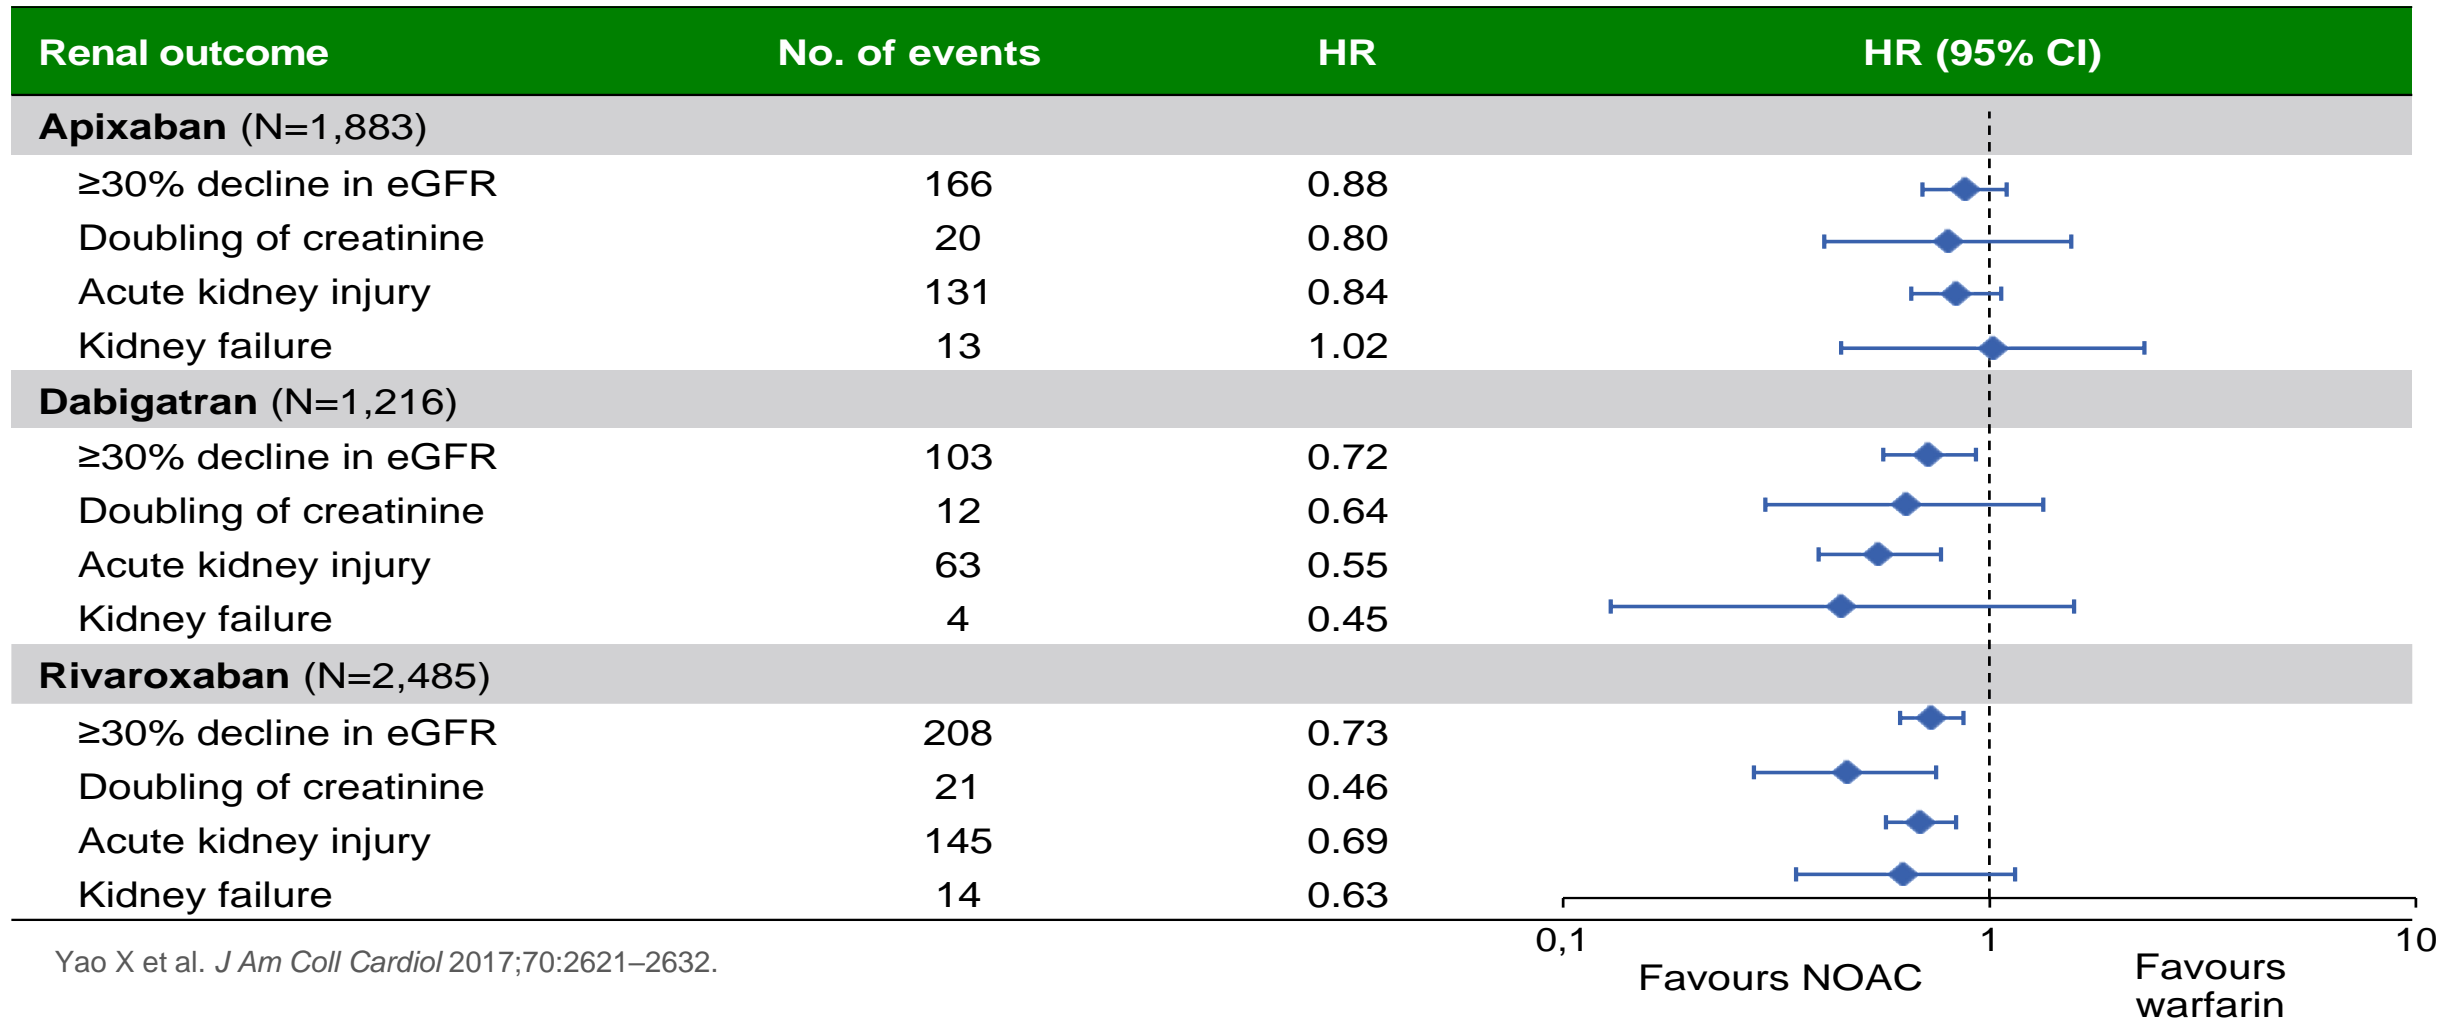 Renal outcome No. of events HR HR (95% CI)
Apixaban (N=1,883)
≥30% decline in eGFR 166 0.88
Doubling of creatinine 20 0.80
Acute kidney injury 131 0.84
Kidney failure 13 1.02
Dabigatran (N=1,216)
≥30% decline in eGFR 103 0.72
Doubling of creatinine 12 0.64
Acute kidney injury 63 0.55
Kidney failure 4 0.45
Rivaroxaban (N=2,485)
≥30% decline in eGFR 208 0.73
Doubling of creatinine 21 0.46
Acute kidney injury 145 0.69
Kidney failure 14 0.63
0,1 1 10
Favours NOAC
Favours
warfarin
Yao X et al. J Am Coll Cardiol 2017;70:2621–2632.